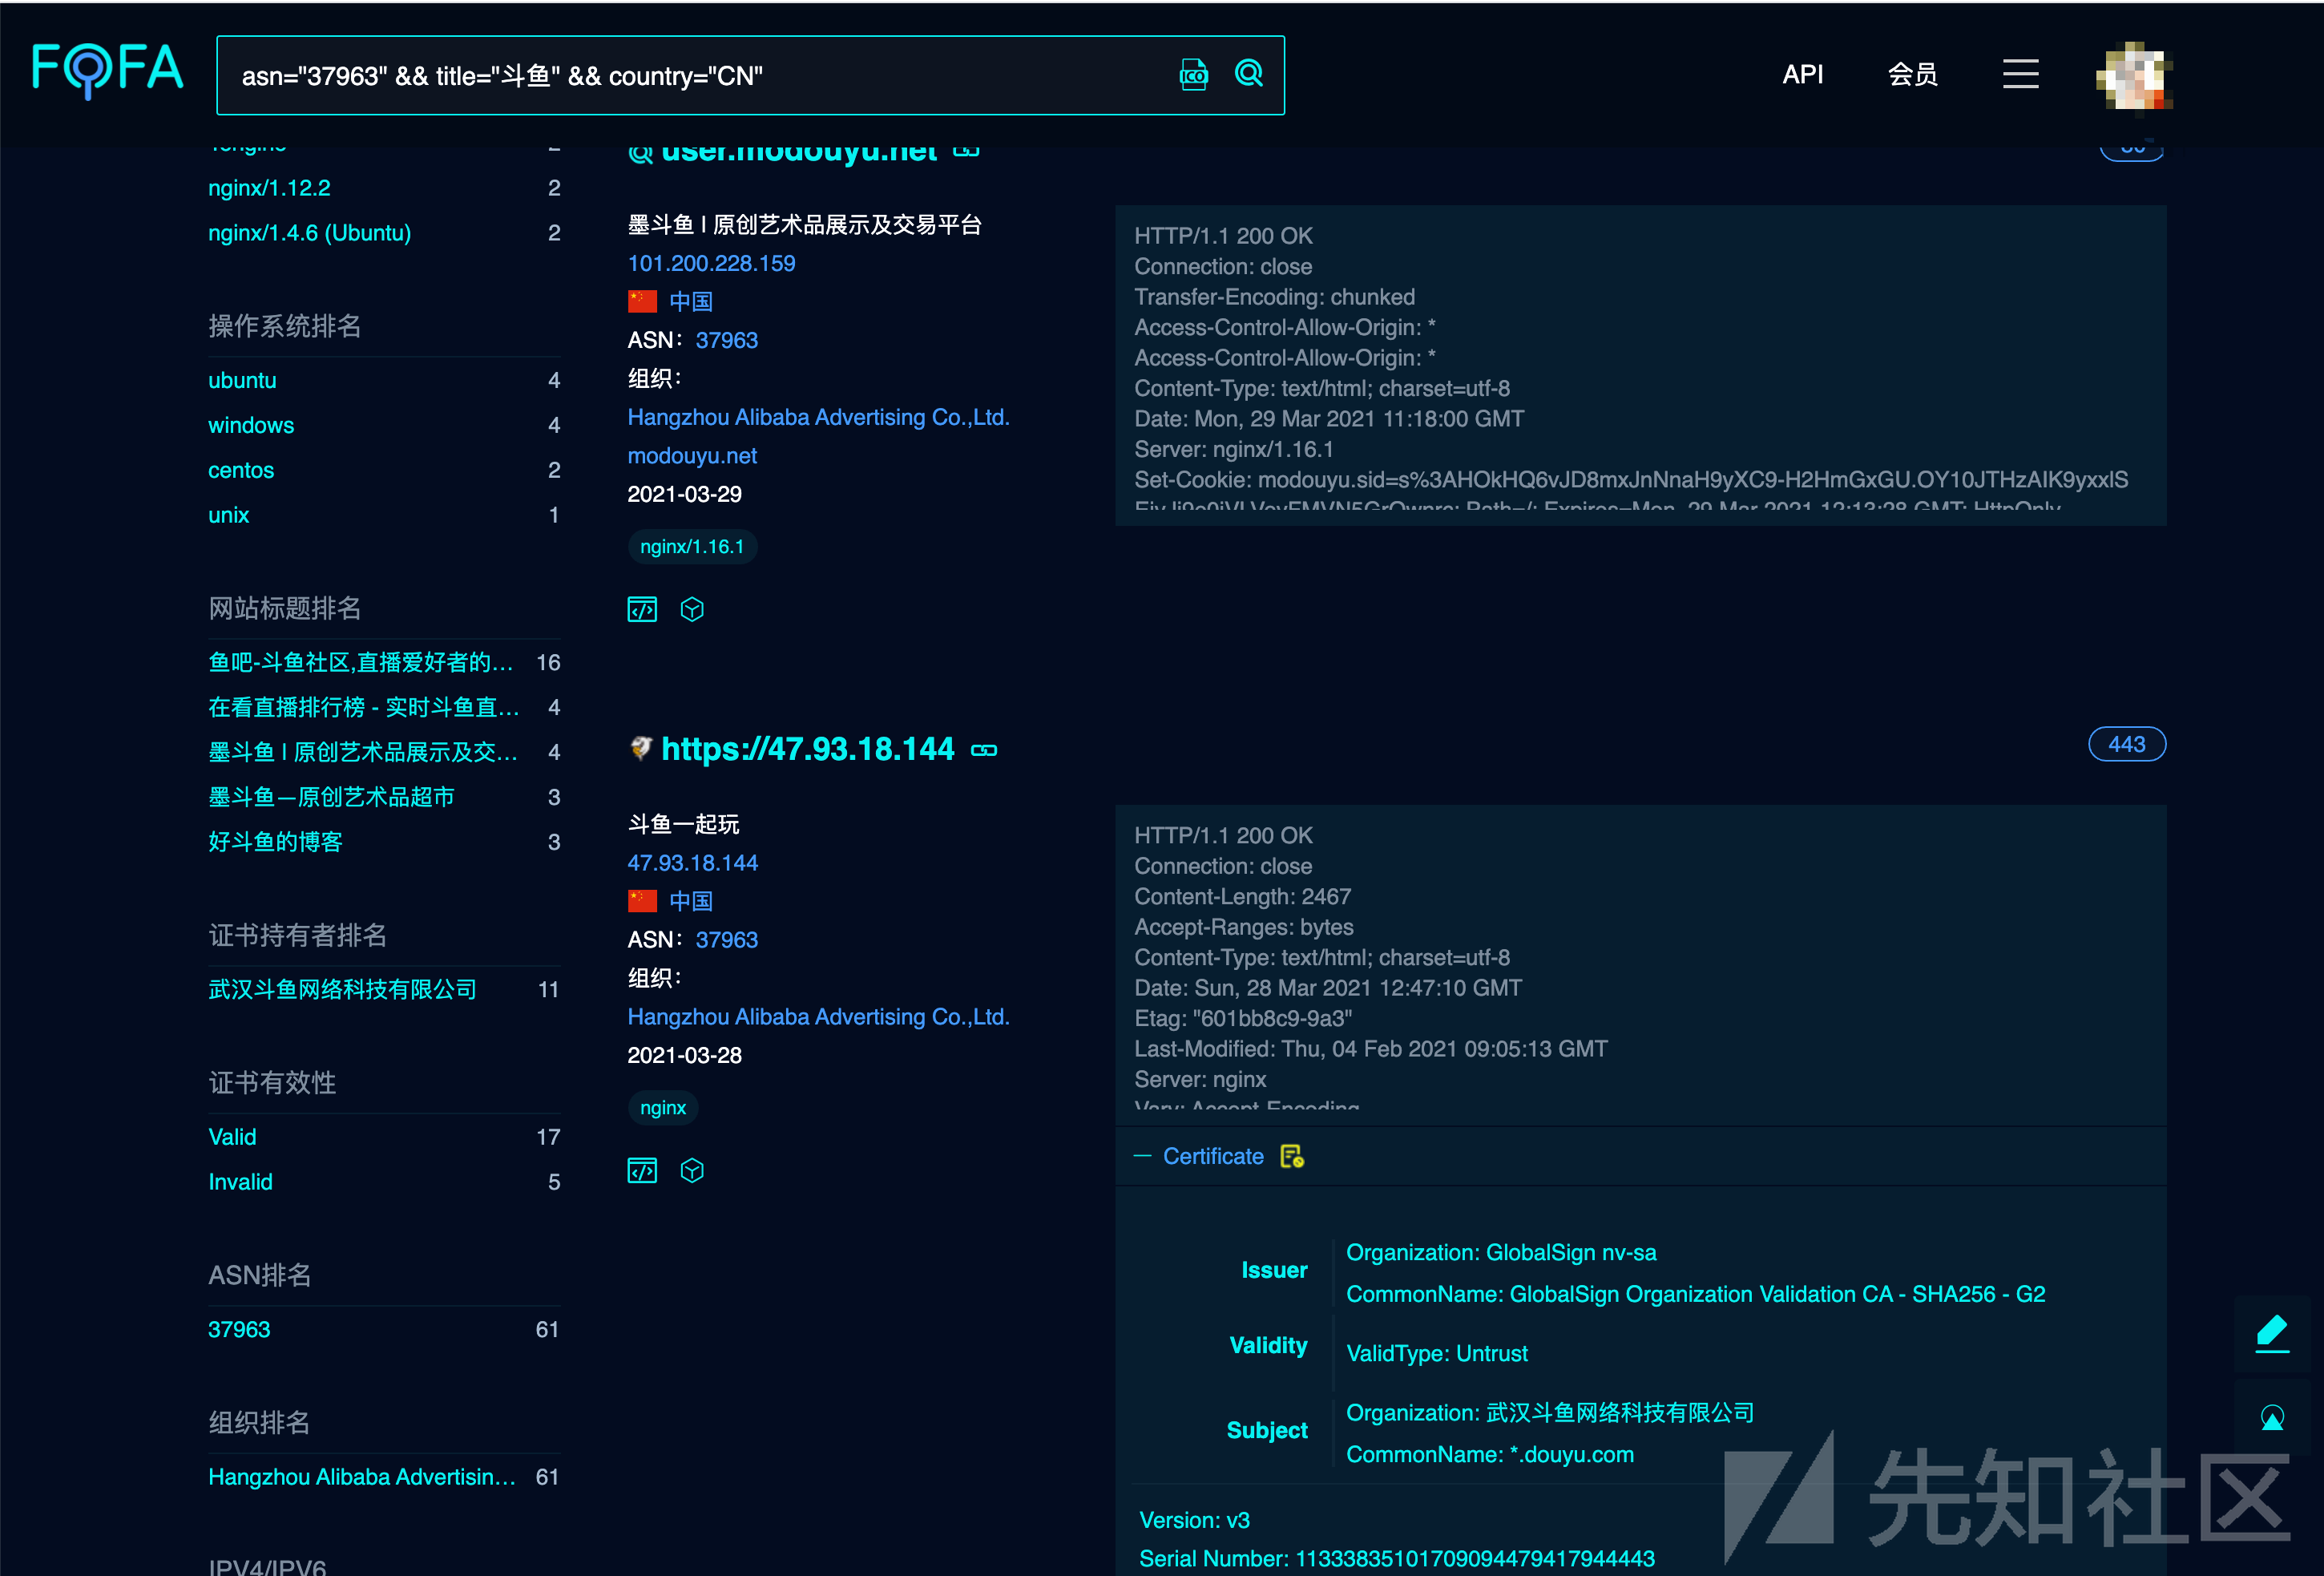 FOFA
asn="37963" && title="斗鱼" && country="CN"
API
会员
nginx/1.12.2 2
nginx/1.4.6 (Ubuntu) 2
操作系统排名
ubuntu 4
windows 4
centos 2
unix 1
网站标题排名
鱼吧-斗鱼社区,直播爱好者的... 16
在看直播排行榜 - 实时斗鱼直... 4
墨斗鱼 | 原创艺术品展示及交... 4
墨斗鱼—原创艺术品超市 3
好斗鱼的博客 3
证书持有者排名
武汉斗鱼网络科技有限公司 11
证书有效性
Valid 17
Invalid 5
ASN排名
37963 61
组织排名
Hangzhou Alibaba Advertisin... 61
IPV4/IPV6
user.modouyu.net
墨斗鱼 | 原创艺术品展示及交易平台
101.200.228.159
中国
ASN： 37963
组织：
Hangzhou Alibaba Advertising Co.,Ltd.
modouyu.net
2021-03-29
nginx/1.16.1
HTTP/1.1 200 OK
Connection: close
Transfer-Encoding: chunked
Access-Control-Allow-Origin: *
Access-Control-Allow-Origin: *
Content-Type: text/html; charset=utf-8
Date: Mon, 29 Mar 2021 11:18:00 GMT
Server: nginx/1.16.1
Set-Cookie: modouyu.sid=s%3AHOkHQ6vJD8mxJnNnaH9yXC9-H2HmGxGU.OY10JTHzAIK9yxxlS
Path=/; Expires=Mon, 29 Mar 2021 12:13:28 GMT; HttpOnly
https://47.93.18.144
443
斗鱼一起玩
47.93.18.144
中国
ASN： 37963
组织：
Hangzhou Alibaba Advertising Co.,Ltd.
2021-03-28
nginx
HTTP/1.1 200 OK
Connection: close
Content-Length: 2467
Accept-Ranges: bytes
Content-Type: text/html; charset=utf-8
Date: Sun, 28 Mar 2021 12:47:10 GMT
Etag: "601bb8c9-9a3"
Last-Modified: Thu, 04 Feb 2021 09:05:13 GMT
Server: nginx
Vary: Accept-Encoding
Certificate
Issuer
Organization: GlobalSign nv-sa
CommonName: GlobalSign Organization Validation CA - SHA256 - G2
Validity
ValidType: Untrust
Subject
Organization: 武汉斗鱼网络科技有限公司
CommonName: *.douyu.com
Version: v3
Serial Number: 11333835101709094479417944443
先知社区